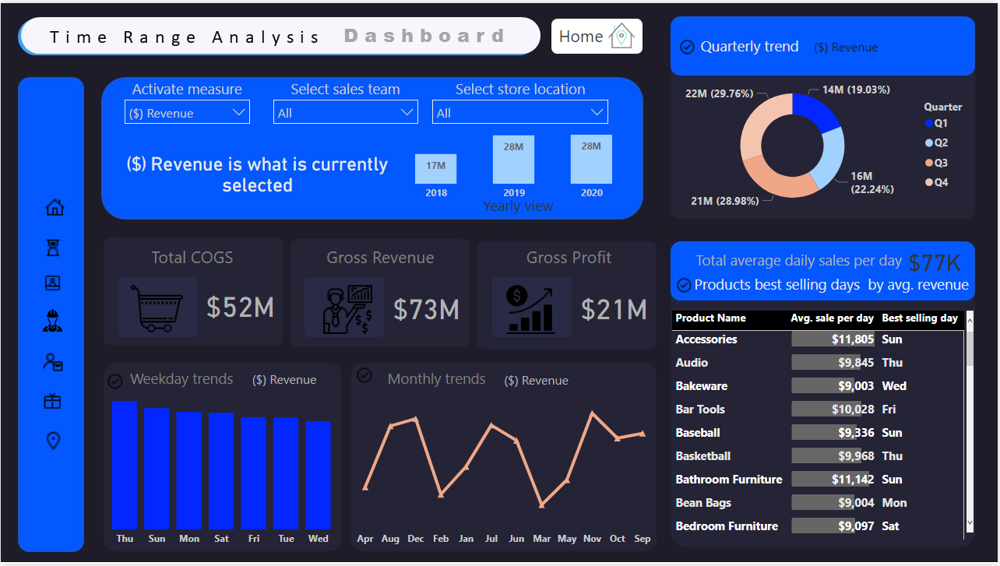 Time Range Analysis Dashboard
Home
Activate measure
Select sales team
Select store location
($) Revenue
All
All
($) Revenue is what is currently
selected
17M
28M
28M
2018
2019
2020
Yearly view
Quarterly trend ($) Revenue
22M (29.76%)
14M (19.03%)
16M
(22.24%)
21M (28.98%)
Quarter
Q1
Q2
Q3
Q4
Total COGS
$52M
Gross Revenue
$73M
Gross Profit
$21M
Total average daily sales per day $77K
Products best selling days by avg. revenue
Product Name Avg. sale per day Best selling day
Accessories $11,805 Sun
Audio $9,845 Thu
Bakeware $9,003 Wed
Bar Tools $10,028 Fri
Baseball $9,336 Sun
Basketball $9,968 Thu
Bathroom Furniture $11,142 Sun
Bean Bags $9,004 Mon
Bedroom Furniture $9,097 Sat
Weekday trends ($) Revenue
Thu Sun Mon Sat Fri Tue Wed
Monthly trends ($) Revenue
Apr Aug Dec Feb Jan Jul Jun Mar May Nov Oct Sep